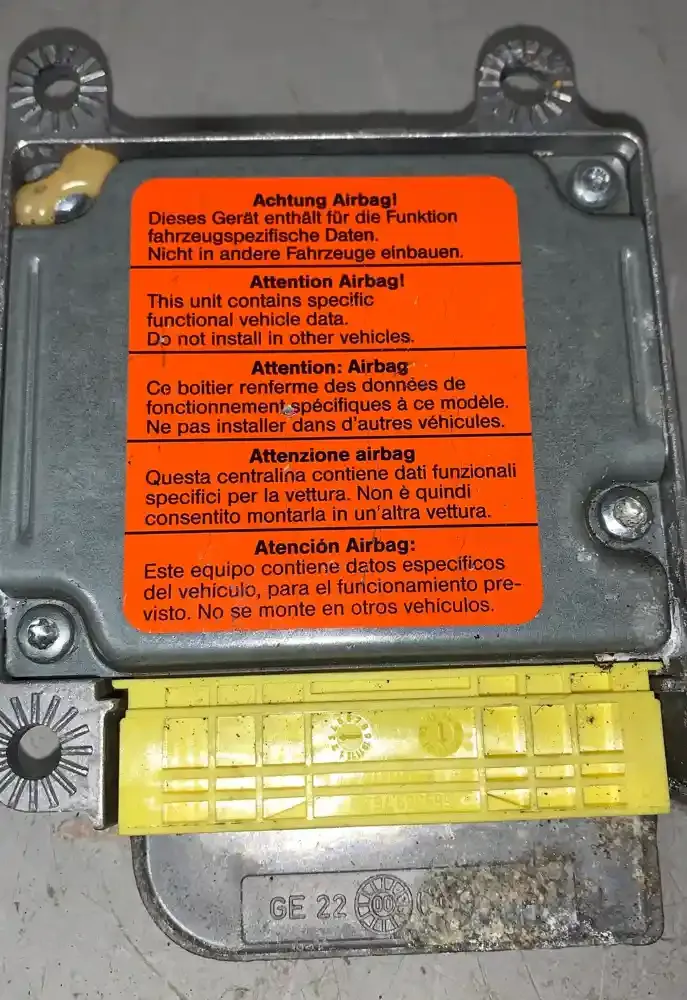 Achtung Airbag!
Dieses Gerät enthält für die Funktion
fahrzeugspezifische Daten.
Nicht in andere Fahrzeuge einbauen.
Attention Airbag!
This unit contains specific
functional vehicle data.
Do not install in other vehicles.
Attention: Airbag
Ce boitier renferme des données de
fonctionnement spécifiques à ce modèle.
Ne pas installer dans d'autres véhicules.
Attenzione airbag
Questa centralina contiene dati funzionali
specifici per la vettura. Non è quindi
consentito montarla in un'altra vettura.
Atención Airbag:
Este equipo contiene datos especificos
del vehículo, para el funcionamiento pre-
visto. No se monte en otros vehiculos.
GE 22 00